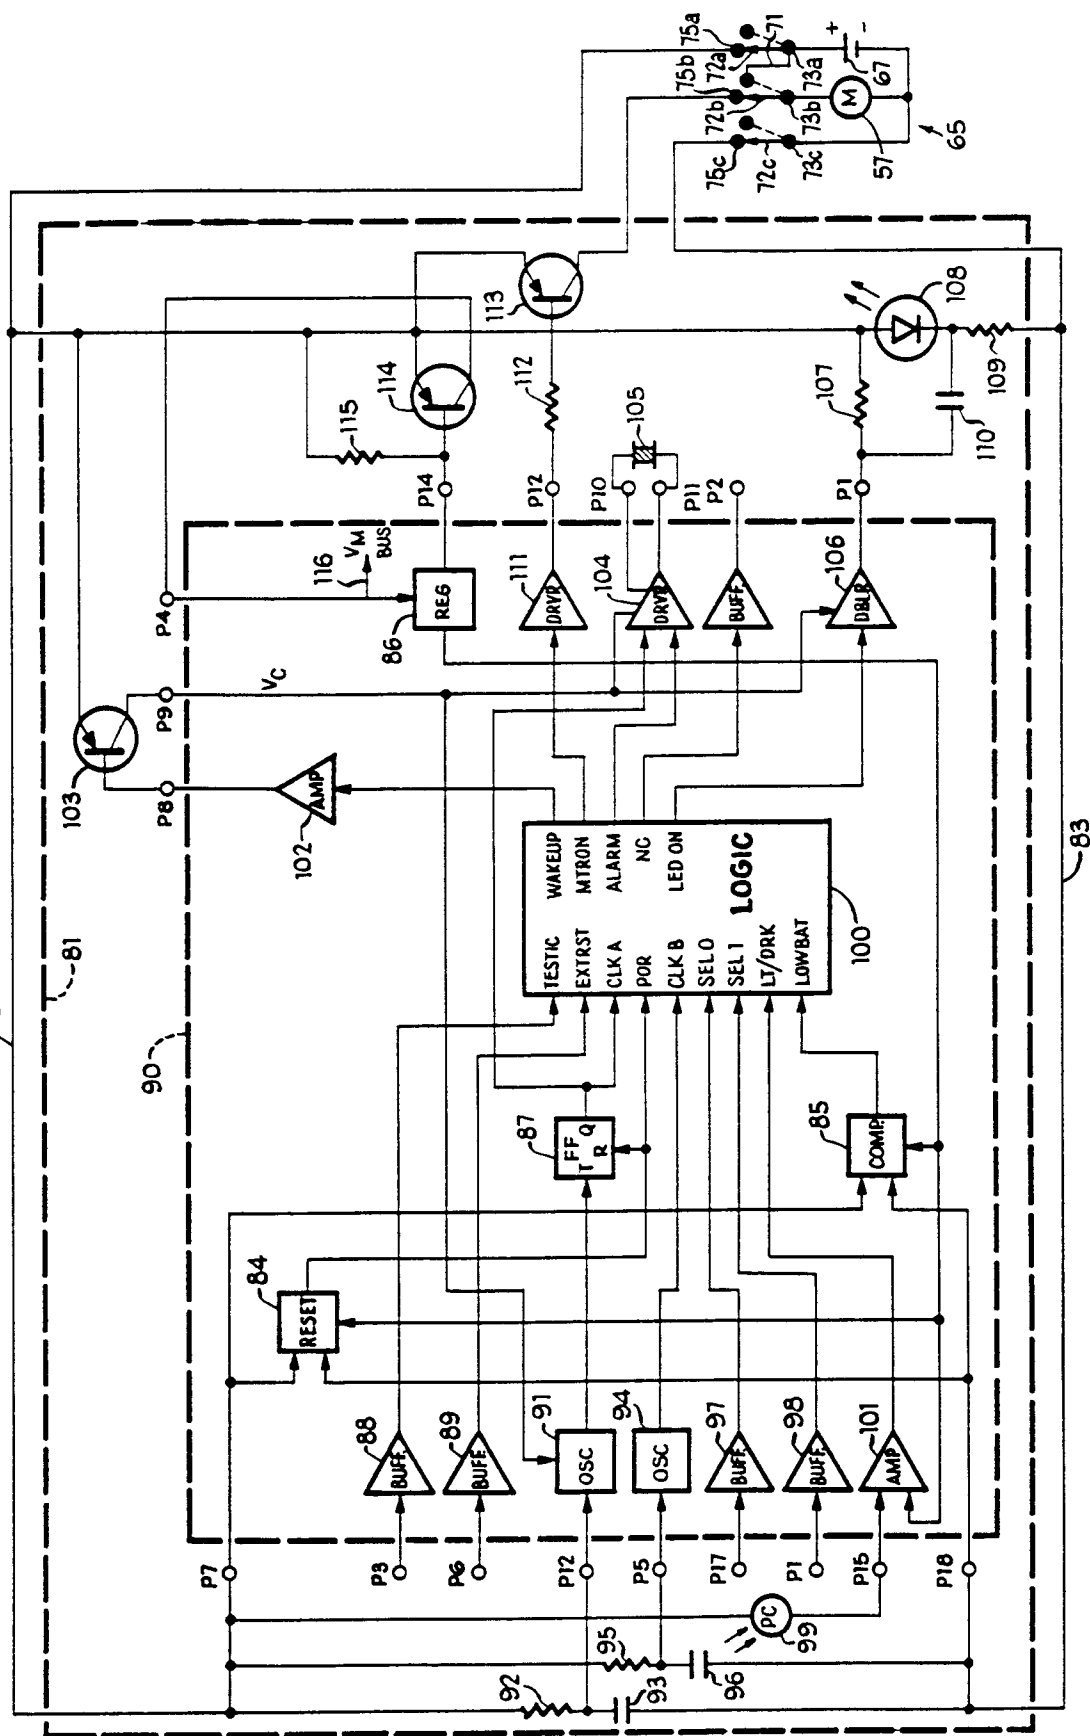 81
90
P7
P3
P6
P12
P5
P17
P1
P15
P18
92
93
95
96
PC
99
84
RESET
88
BUFF.
89
BUFF.
91
OSC
94
OSC
97
BUFF.
98
BUFF.
101
AMP
87
T FF Q
R
85
COMP.
TESTIC
EXTRST
CLK A
POR
CLK B
SEL 0
SEL 1
LT/DRK
LOWBAT
WAKEUP
MTRON
ALARM
NC
LED ON
LOGIC
100
102
AMP
103
P8
P9
VC
P4
116
VM
BUS
86
REG
111
DRVR
104
DRVR
BUFF.
106
DBLR
P14
P12
P10
P11
P2
P1
115
114
112
113
105
107
108
109
110
83
75a
75b
75c
72a
72b
72c
71
73a
73b
73c
+
-
67
M
57
65